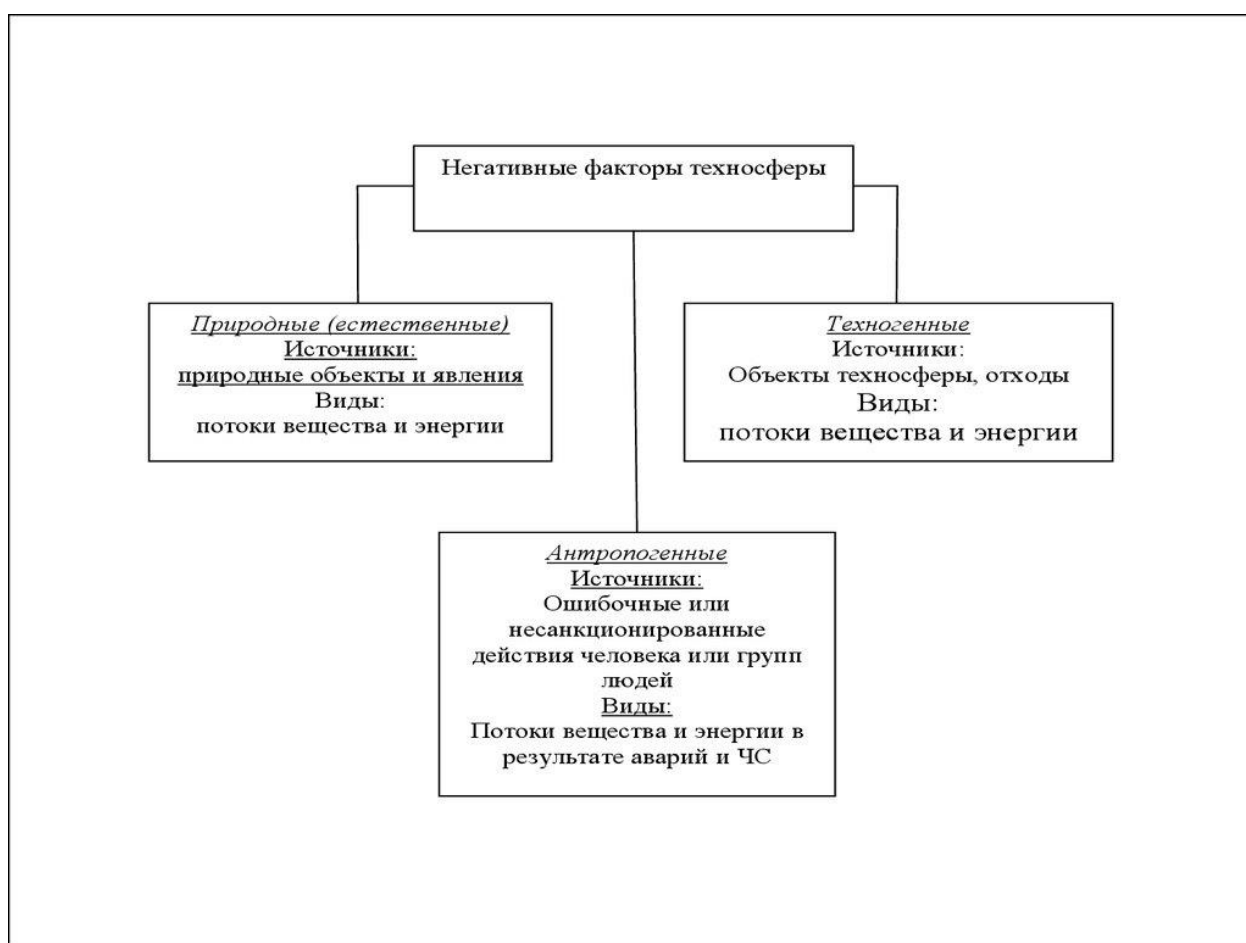 Негативные факторы техносферы
Природные (естественные)
Источники:
природные объекты и явления
Виды:
потоки вещества и энергии
Техногенные
Источники:
Объекты техносферы, отходы
Виды:
потоки вещества и энергии
Антропогенные
Источники:
Ошибочные или
несанкционированные
действия человека или групп
людей
Виды:
Потоки вещества и энергии в
результате аварий и ЧС